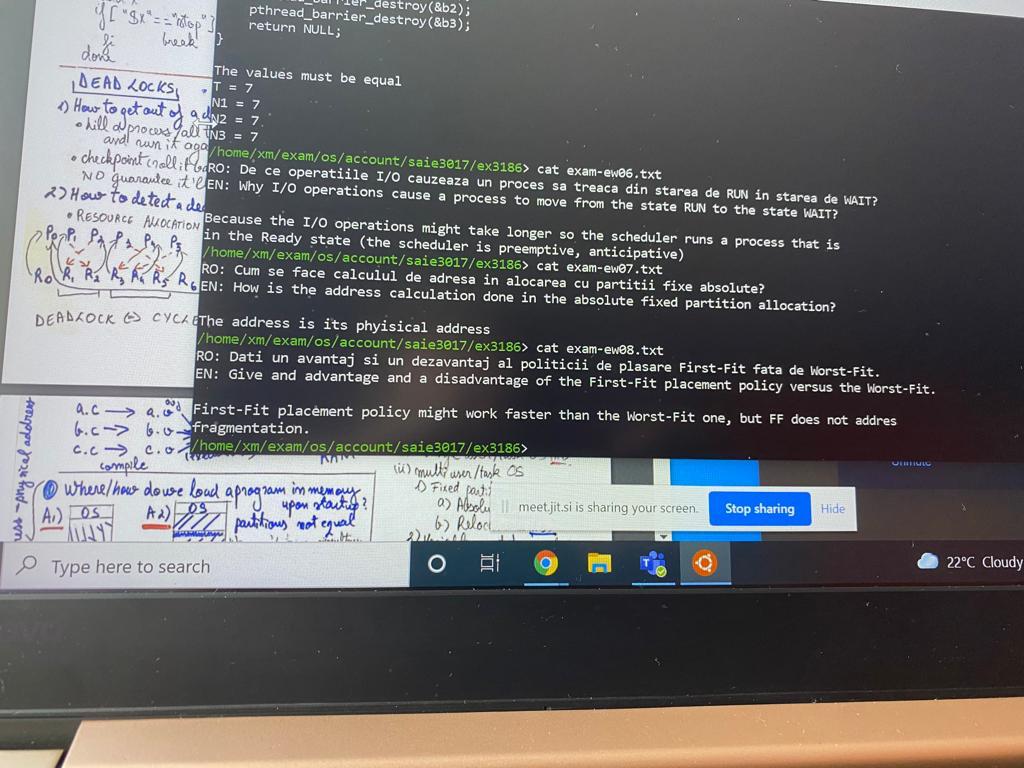 if ["$x"=="stop"]
break
fi
done
DEADLOCKS
1) How to get out of a d
• kill a process/all t
and run it aga
• checkpoint (roll it ba
NO guarantee it'l
2) How to detect a dea
• RESOURCE ALLOCATION
P0 P1 P2 P3 P4 P5
R0 R1 R2 R3 R4 R5 R6
DEADLOCK ⇔ CYCLE
pthread_barrier_destroy(&b2);
pthread_barrier_destroy(&b3);
return NULL;
}
The values must be equal
T = 7
N1 = 7
N2 = 7
N3 = 7
/home/xm/exam/os/account/saie3017/ex3186> cat exam-ew06.txt
RO: De ce operatiile I/O cauzeaza un proces sa treaca din starea de RUN in starea de WAIT?
EN: Why I/O operations cause a process to move from the state RUN to the state WAIT?
Because the I/O operations might take longer so the scheduler runs a process that is
in the Ready state (the scheduler is preemptive, anticipative)
/home/xm/exam/os/account/saie3017/ex3186> cat exam-ew07.txt
RO: Cum se face calculul de adresa in alocarea cu partitii fixe absolute?
EN: How is the address calculation done in the absolute fixed partition allocation?
The address is its phyisical address
/home/xm/exam/os/account/saie3017/ex3186> cat exam-ew08.txt
RO: Dati un avantaj si un dezavantaj al politicii de plasare First-Fit fata de Worst-Fit.
EN: Give and advantage and a disadvantage of the First-Fit placement policy versus the Worst-Fit.
First-Fit placement policy might work faster than the Worst-Fit one, but FF does not addres
fragmentation.
/home/xm/exam/os/account/saie3017/ex3186>
physical address
a.c → a.o
b.c → b.o
c.c → c.o
compile
RAM
1 Where/how do we load a program in memory
upon startup?
A1) OS
A2) OS
partitions not equal
(ii) multi user/task OS
1) Fixed parti
a) Absolu
b) Reloc
Unmute
meet.jit.si is sharing your screen.
Stop sharing
Hide
Type here to search
22°C Cloudy